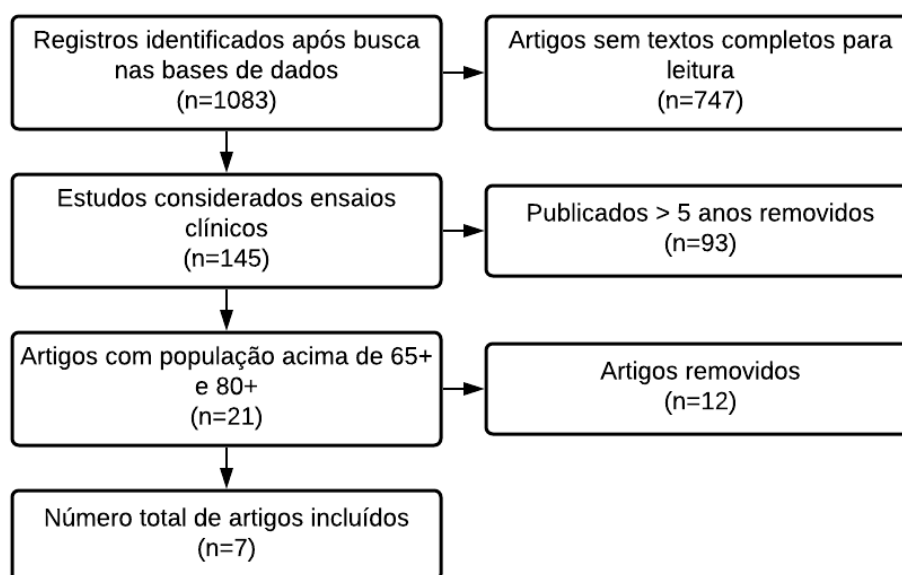 Registros identificados após busca
nas bases de dados
(n=1083)
Artigos sem textos completos para
leitura
(n=747)
Estudos considerados ensaios
clínicos
(n=145)
Publicados > 5 anos removidos
(n=93)
Artigos com população acima de 65+
e 80+
(n=21)
Artigos removidos
(n=12)
Número total de artigos incluídos
(n=7)